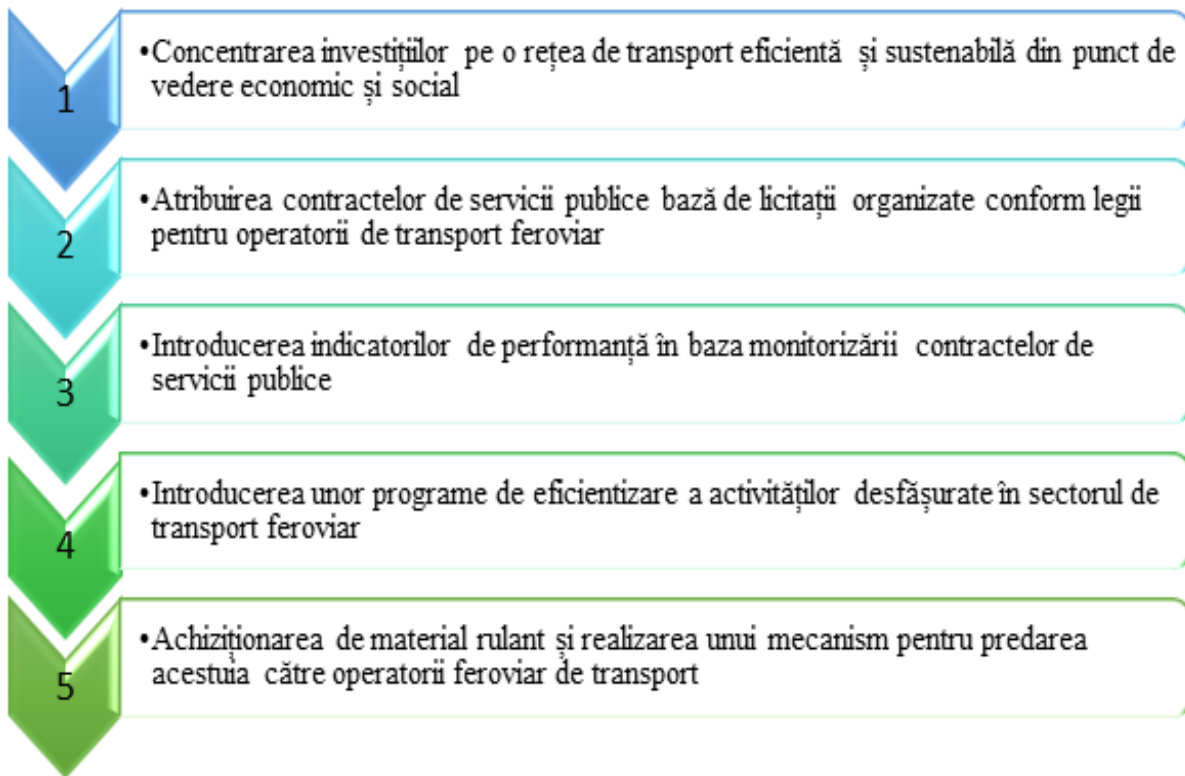 1
•Concentrarea investițiilor pe o rețea de transport eficientă și sustenabilă din punct de
vedere economic și social
2
•Atribuirea contractelor de servicii publice bază de licitații organizate conform legii
pentru operatorii de transport feroviar
3
•Introducerea indicatorilor de performanță în baza monitorizării contractelor de
servicii publice
4
•Introducerea unor programe de eficientizare a activităților desfășurate în sectorul de
transport feroviar
5
•Achiziționarea de material rulant și realizarea unui mecanism pentru predarea
acestuia către operatorii feroviar de transport